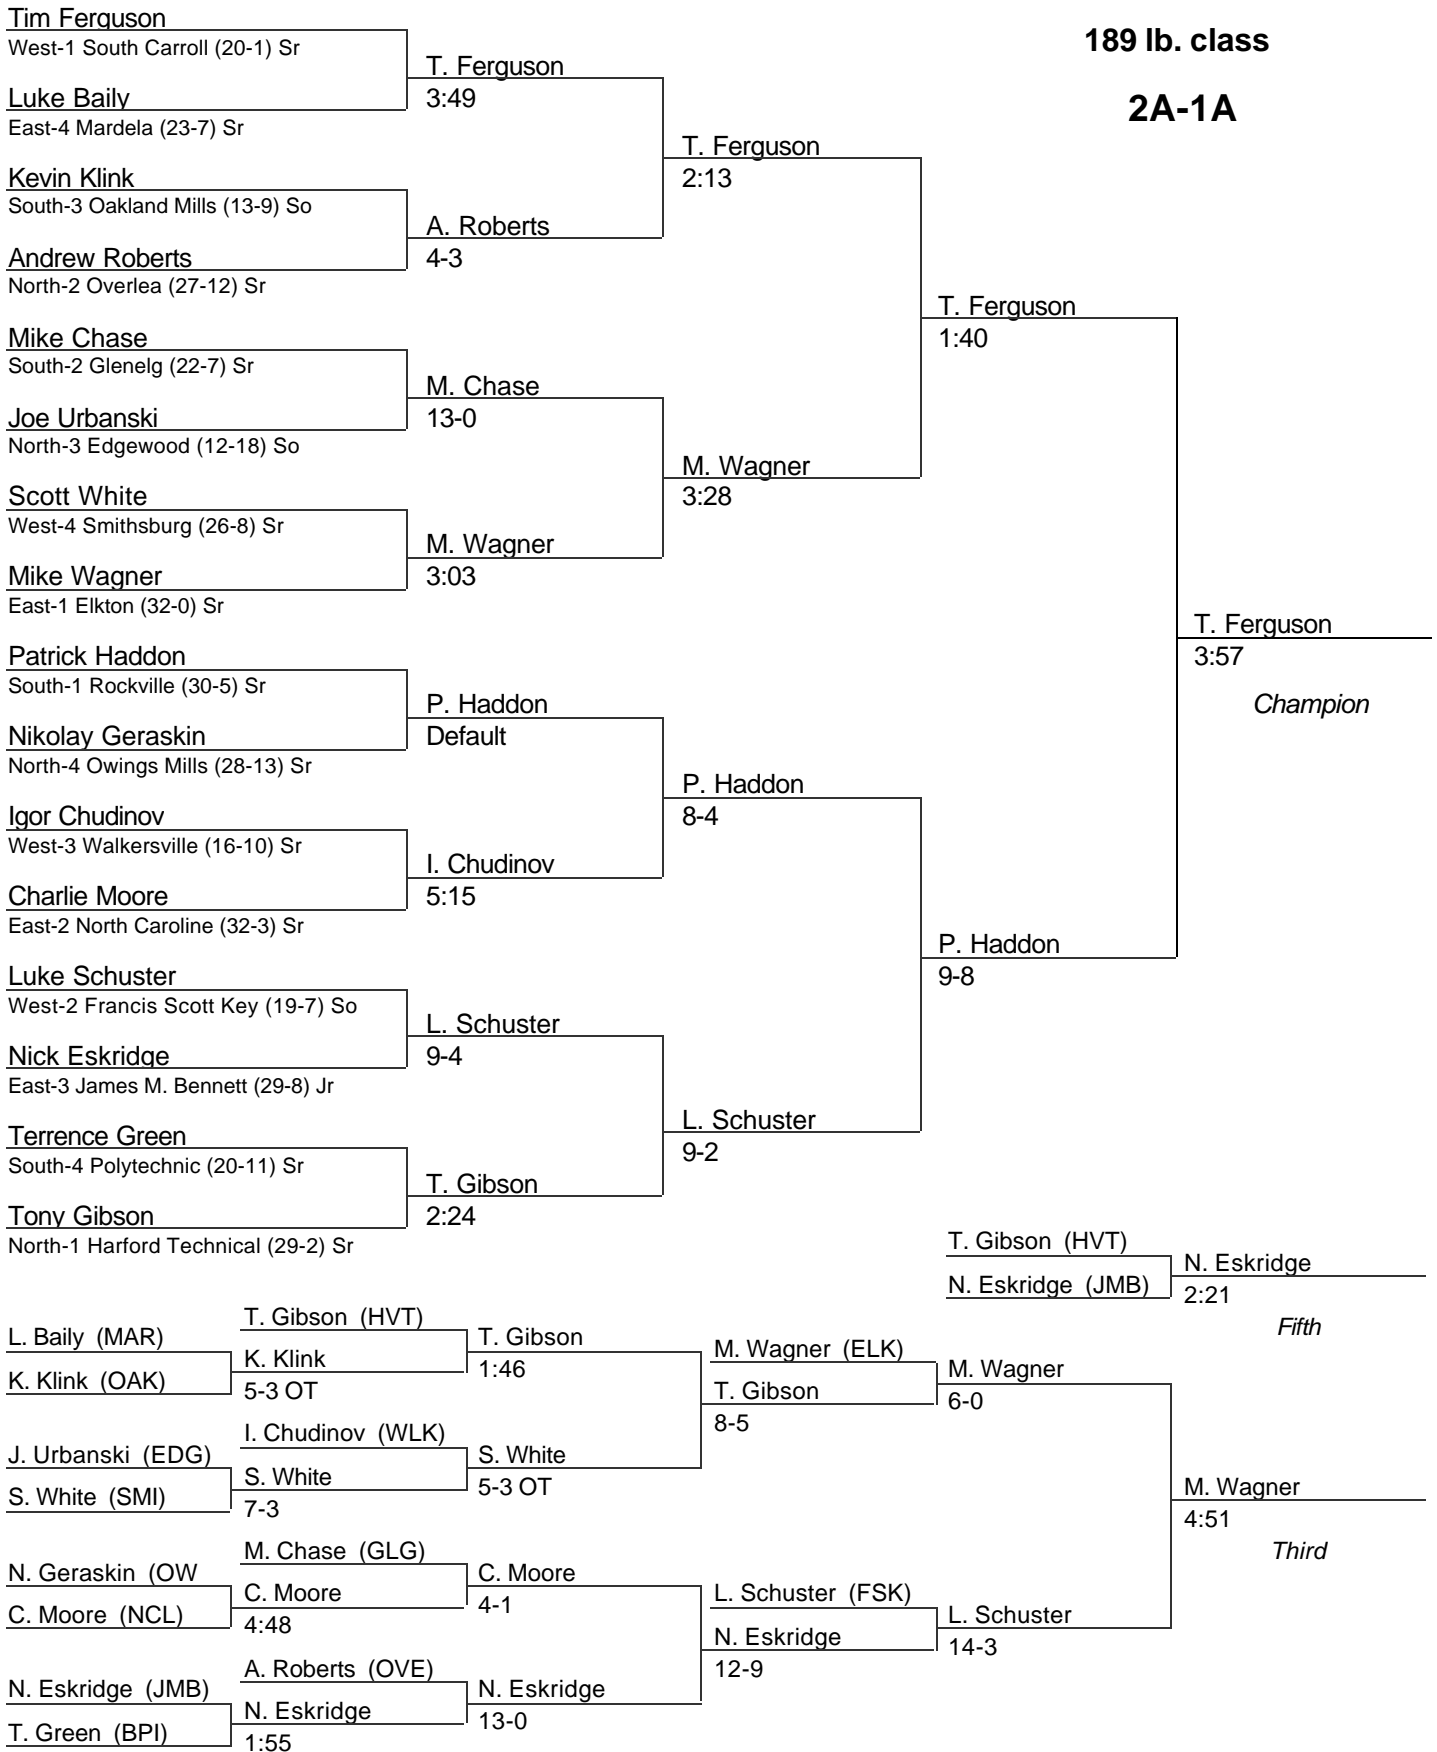 189 lb. class
2A-1A
Tim Ferguson
West-1 South Carroll (20-1) Sr
Luke Baily
East-4 Mardela (23-7) Sr
Kevin Klink
South-3 Oakland Mills (13-9) So
Andrew Roberts
North-2 Overlea (27-12) Sr
Mike Chase
South-2 Glenelg (22-7) Sr
Joe Urbanski
North-3 Edgewood (12-18) So
Scott White
West-4 Smithsburg (26-8) Sr
Mike Wagner
East-1 Elkton (32-0) Sr
Patrick Haddon
South-1 Rockville (30-5) Sr
Nikolay Geraskin
North-4 Owings Mills (28-13) Sr
Igor Chudinov
West-3 Walkersville (16-10) Sr
Charlie Moore
East-2 North Caroline (32-3) Sr
Luke Schuster
West-2 Francis Scott Key (19-7) So
Nick Eskridge
East-3 James M. Bennett (29-8) Jr
Terrence Green
South-4 Polytechnic (20-11) Sr
Tony Gibson
North-1 Harford Technical (29-2) Sr
T. Ferguson
3:49
A. Roberts
4-3
M. Chase
13-0
M. Wagner
3:03
P. Haddon
Default
I. Chudinov
5:15
L. Schuster
9-4
T. Gibson
2:24
T. Ferguson
2:13
M. Wagner
3:28
P. Haddon
8-4
L. Schuster
9-2
T. Ferguson
1:40
P. Haddon
9-8
T. Ferguson
3:57
Champion
T. Gibson (HVT)
N. Eskridge (JMB)
N. Eskridge
2:21
Fifth
L. Baily (MAR)
K. Klink (OAK)
J. Urbanski (EDG)
S. White (SMI)
N. Geraskin (OW
C. Moore (NCL)
N. Eskridge (JMB)
T. Green (BPI)
T. Gibson (HVT)
K. Klink
5-3 OT
I. Chudinov (WLK)
S. White
7-3
M. Chase (GLG)
C. Moore
4:48
A. Roberts (OVE)
N. Eskridge
1:55
T. Gibson
1:46
S. White
5-3 OT
C. Moore
4-1
N. Eskridge
13-0
M. Wagner (ELK)
T. Gibson
8-5
L. Schuster (FSK)
N. Eskridge
12-9
M. Wagner
6-0
L. Schuster
14-3
M. Wagner
4:51
Third